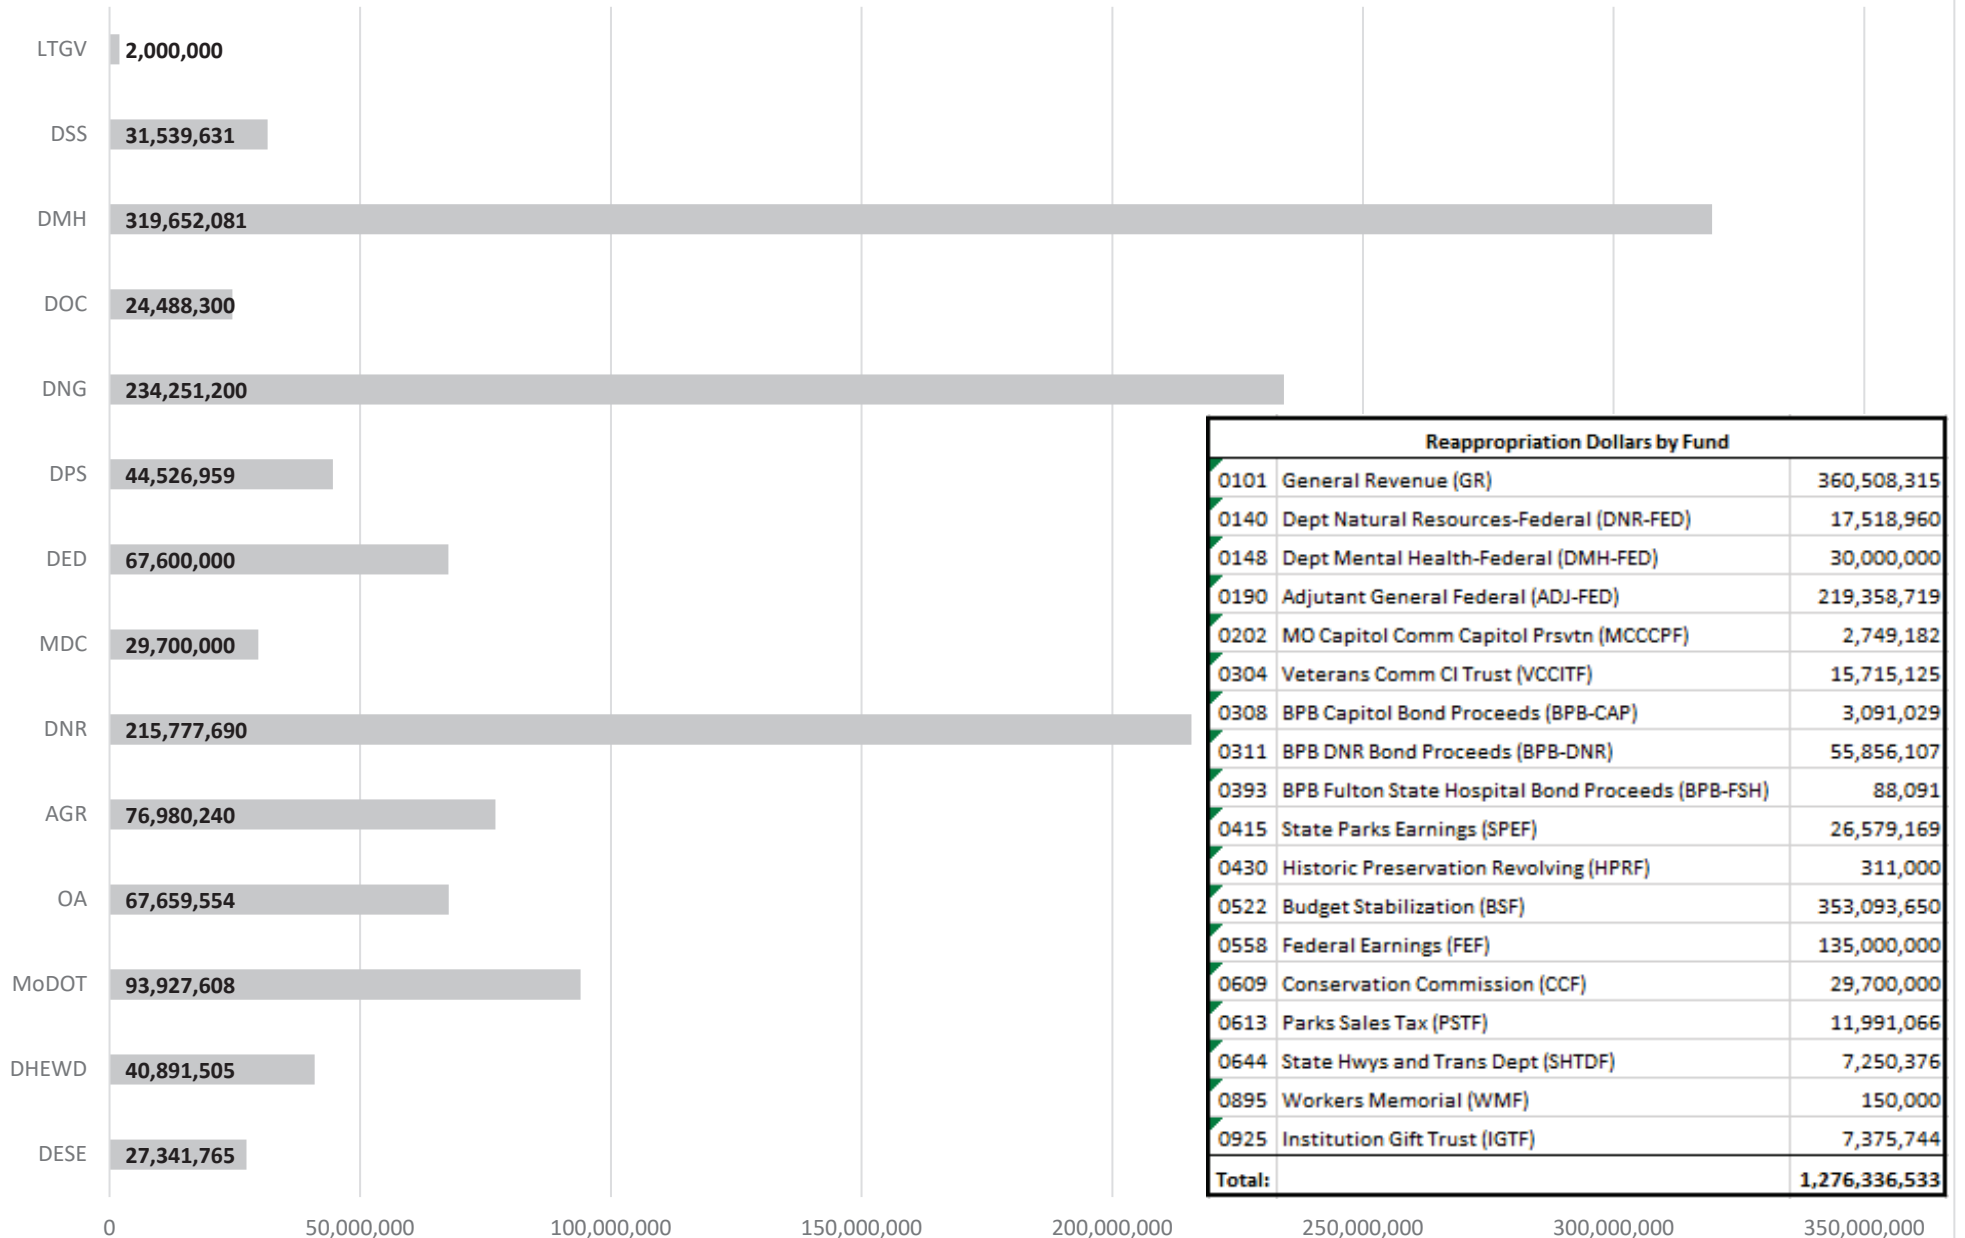 LTGV 2,000,000
DSS 31,539,631
DMH 319,652,081
DOC 24,488,300
DNG 234,251,200
DPS 44,526,959
DED 67,600,000
MDC 29,700,000
DNR 215,777,690
AGR 76,980,240
OA 67,659,554
MoDOT 93,927,608
DHEWD 40,891,505
DESE 27,341,765
0 50,000,000 100,000,000 150,000,000 200,000,000 250,000,000 300,000,000 350,000,000
Reappropriation Dollars by Fund
0101 General Revenue (GR) 360,508,315
0140 Dept Natural Resources-Federal (DNR-FED) 17,518,960
0148 Dept Mental Health-Federal (DMH-FED) 30,000,000
0190 Adjutant General Federal (ADJ-FED) 219,358,719
0202 MO Capitol Comm Capitol Prsvtn (MCCCPF) 2,749,182
0304 Veterans Comm CI Trust (VCCITF) 15,715,125
0308 BPB Capitol Bond Proceeds (BPB-CAP) 3,091,029
0311 BPB DNR Bond Proceeds (BPB-DNR) 55,856,107
0393 BPB Fulton State Hospital Bond Proceeds (BPB-FSH) 88,091
0415 State Parks Earnings (SPEF) 26,579,169
0430 Historic Preservation Revolving (HPRF) 311,000
0522 Budget Stabilization (BSF) 353,093,650
0558 Federal Earnings (FEF) 135,000,000
0609 Conservation Commission (CCF) 29,700,000
0613 Parks Sales Tax (PSTF) 11,991,066
0644 State Hwys and Trans Dept (SHTDF) 7,250,376
0895 Workers Memorial (WMF) 150,000
0925 Institution Gift Trust (IGTF) 7,375,744
Total: 1,276,336,533